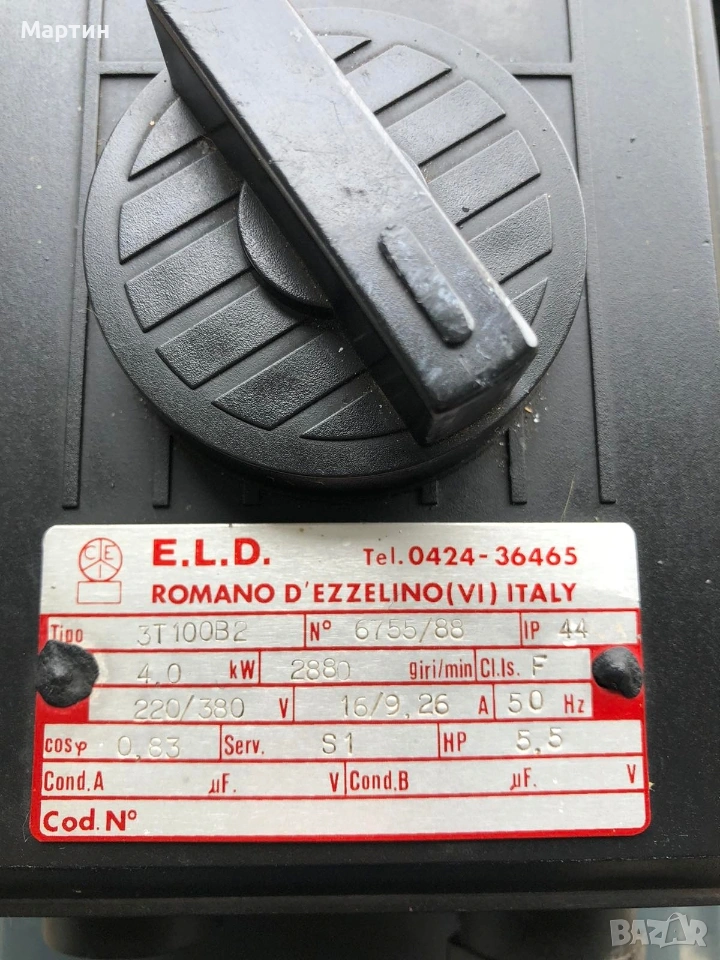 Мартин
CEI
E.L.D. Tel. 0424-36465
ROMANO D'EZZELINO (VI) ITALY
Tipo 3T100B2 N° 6755/88 IP 44
4.0 kW 2880 giri/min Cl.Is. F
220/380 V 16/9,26 A 50 Hz
cosφ 0,83 Serv. S1 HP 5,5
Cond.A µF. V Cond.B µF. V
Cod. N°
BAZAR